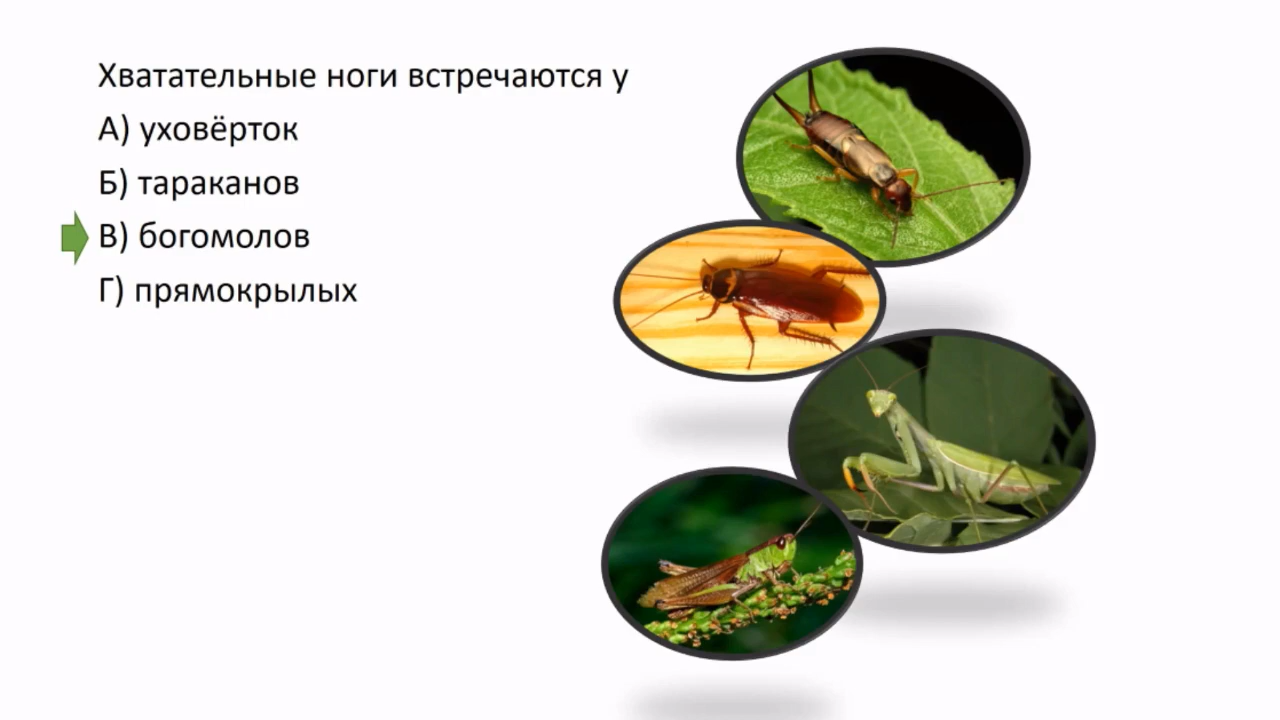 Хватательные ноги встречаются у
А) уховёрток
Б) тараканов
В) богомолов
Г) прямокрылых